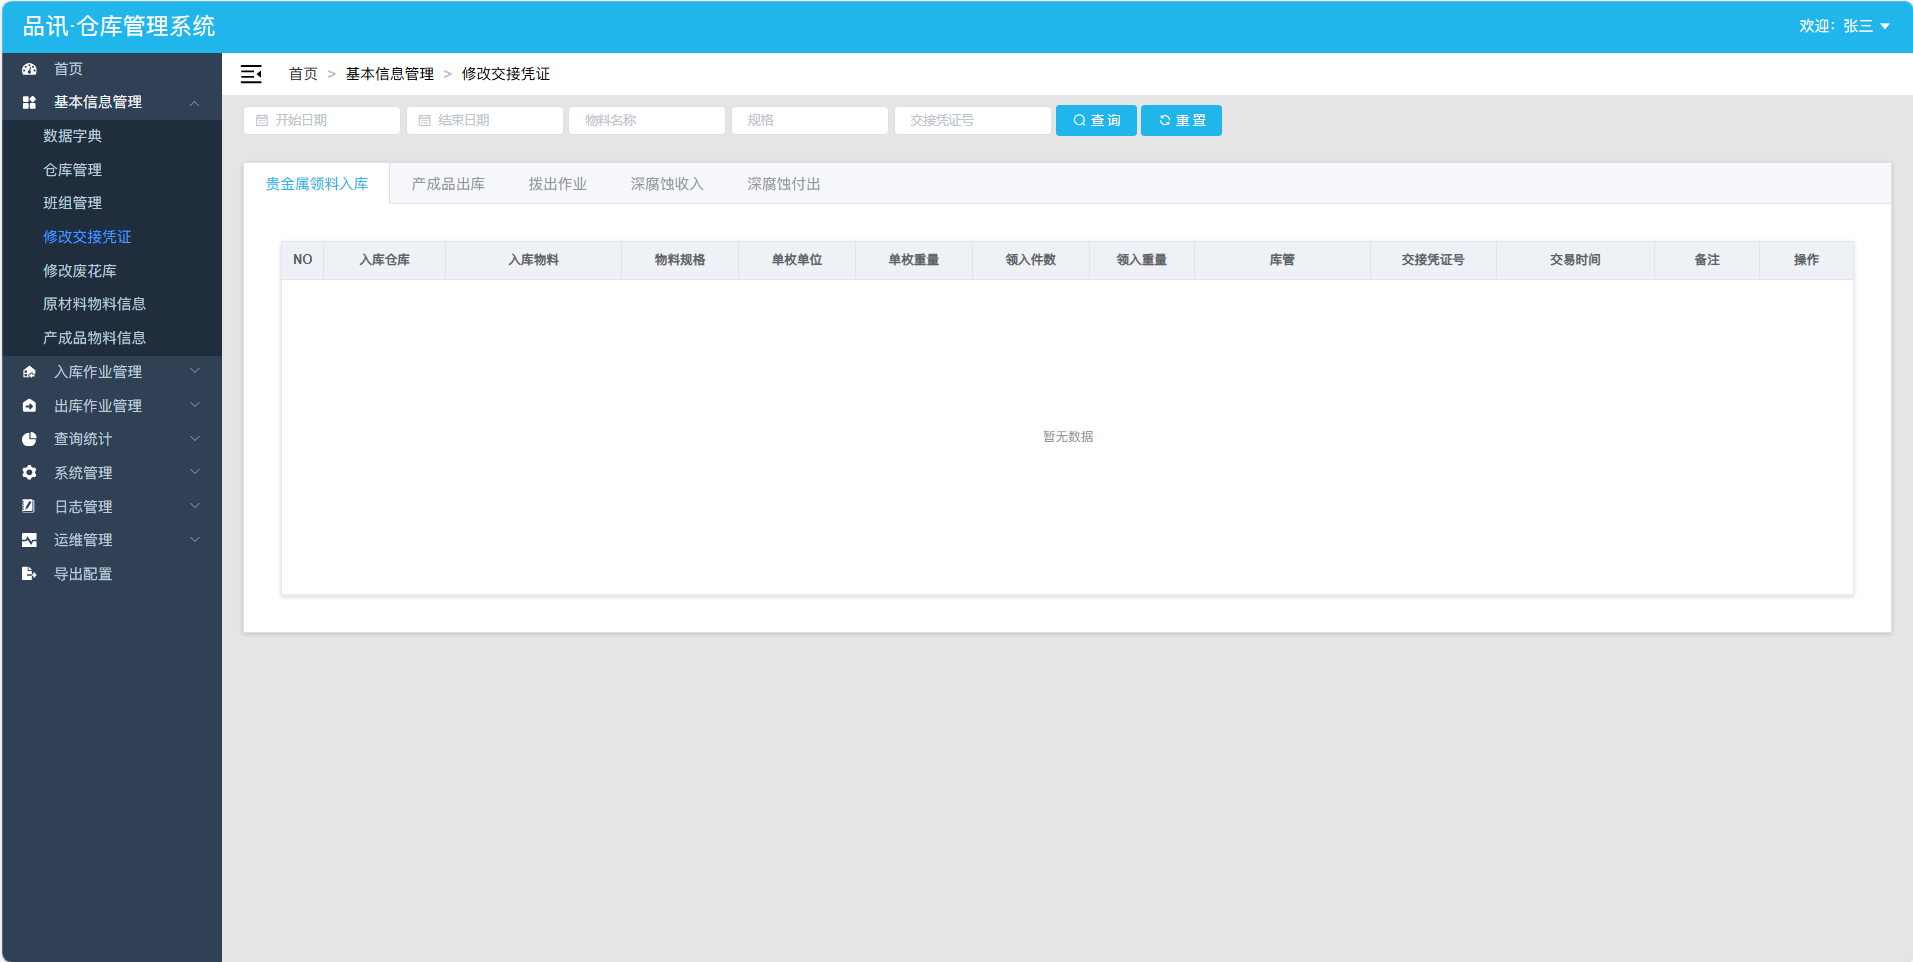 品讯·仓库管理系统
欢迎：张三
首页
基本信息管理
数据字典
仓库管理
班组管理
修改交接凭证
修改废花库
原材料物料信息
产成品物料信息
入库作业管理
出库作业管理
查询统计
系统管理
日志管理
运维管理
导出配置
首页 > 基本信息管理 > 修改交接凭证
开始日期 结束日期 物料名称 规格 交接凭证号 查询 重置
贵金属领料入库 产成品出库 拨出作业 深腐蚀收入 深腐蚀付出
NO 入库仓库 入库物料 物料规格 单枚单位 单枚重量 领入件数 领入重量 库管 交接凭证号 交易时间 备注 操作
暂无数据